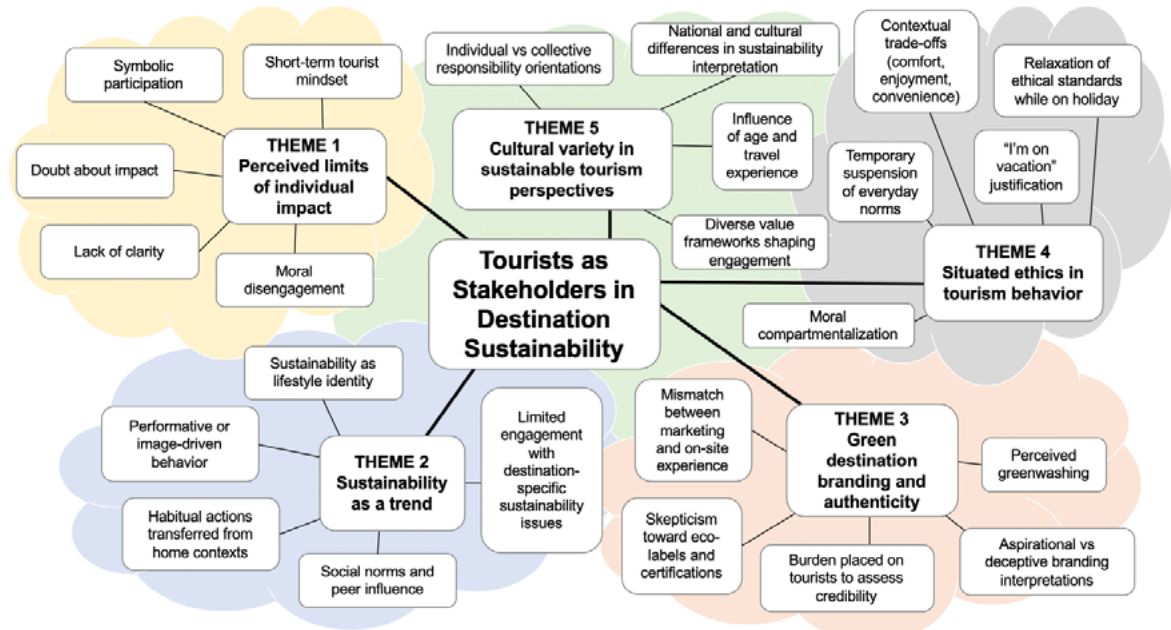 Symbolic
participation
Short-term tourist
mindset
THEME 1
Perceived limits
of individual
impact
Doubt about impact
Lack of clarity
Moral
disengagement
Individual vs collective
responsibility orientations
National and cultural
differences in sustainability
interpretation
THEME 5
Cultural variety in
sustainable tourism
perspectives
Influence
of age and
travel experience
Diverse value
frameworks shaping
engagement
Contextual
trade-offs
(comfort,
enjoyment,
convenience)
Relaxation of
ethical standards
while on holiday
Temporary
suspension
of everyday
norms
“I’m on
vacation”
justification
THEME 4
Situated ethics in
tourism behavior
Moral
compartmentalization
Tourists as
Stakeholders in
Destination
Sustainability
Sustainability as
lifestyle identity
Performative or
image-driven
behavior
THEME 2
Sustainability
as a trend
Limited
engagement
with
destination-
specific
sustainability
issues
Habitual actions
transferred from
home contexts
Social norms and
peer influence
Mismatch
between
marketing
and on-site
experience
THEME 3
Green
destination
branding and
authenticity
Perceived
greenwashing
Skepticism
toward eco-
labels and
certifications
Burden placed on
tourists to assess
credibility
Aspirational vs
deceptive branding
interpretations